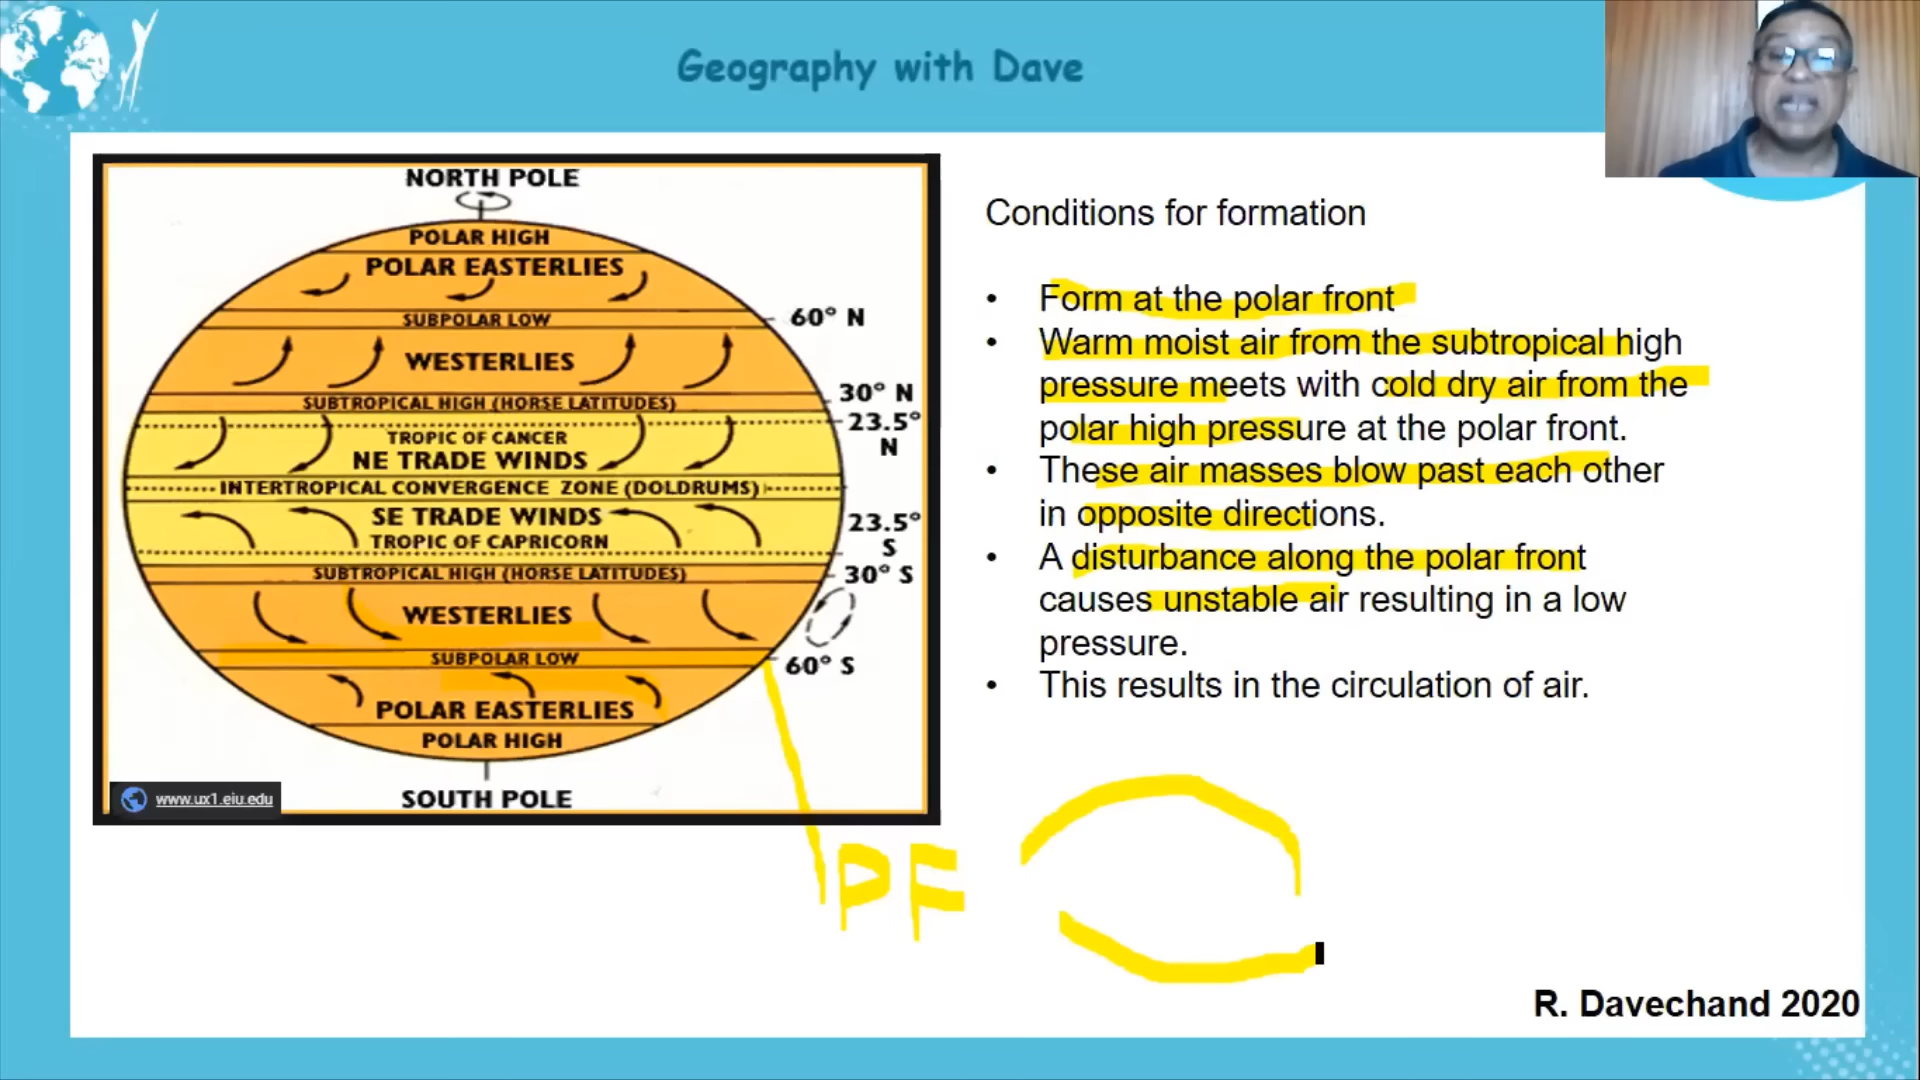 Geography with Dave
NORTH POLE
POLAR HIGH
POLAR EASTERLIES
SUBPOLAR LOW
60° N
WESTERLIES
30° N
SUBTROPICAL HIGH (HORSE LATITUDES)
23.5°
N
TROPIC OF CANCER
NE TRADE WINDS
INTERTROPICAL CONVERGENCE ZONE (DOLDRUMS)
SE TRADE WINDS
23.5°
S
TROPIC OF CAPRICORN
SUBTROPICAL HIGH (HORSE LATITUDES)
30° S
WESTERLIES
SUBPOLAR LOW
60° S
POLAR EASTERLIES
POLAR HIGH
SOUTH POLE
www.ux1.eiu.edu
PF
Conditions for formation
• Form at the polar front
• Warm moist air from the subtropical high
pressure meets with cold dry air from the
polar high pressure at the polar front.
• These air masses blow past each other
in opposite directions.
• A disturbance along the polar front
causes unstable air resulting in a low
pressure.
• This results in the circulation of air.
R. Davechand 2020